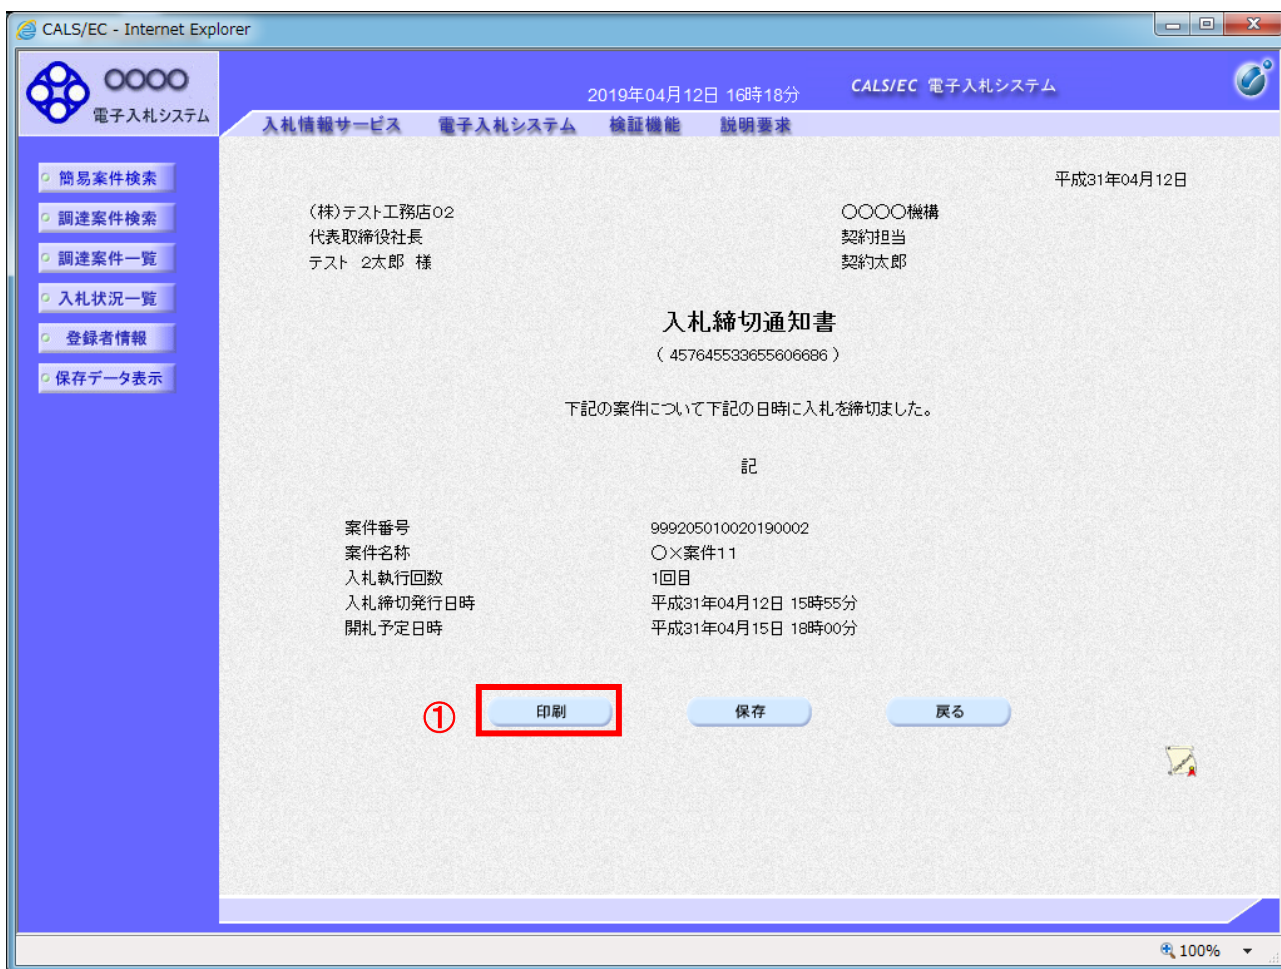 CALS/EC - Internet Explorer
OOOO
電子入札システム
2019年04月12日 16時18分
CALS/EC 電子入札システム
入札情報サービス 電子入札システム 検証機能 説明要求
簡易案件検索
調達案件検索
調達案件一覧
入札状況一覧
登録者情報
保存データ表示
平成31年04月12日
(株)テスト工務店02
代表取締役社長
テスト 2太郎 様
〇〇〇〇機構
契約担当
契約太郎
入札締切通知書
( 457645533655606686 )
下記の案件について下記の日時に入札を締切ました。
記
案件番号 999205010020190002
案件名称 〇×案件11
入札執行回数 1回目
入札締切発行日時 平成31年04月12日 15時55分
開札予定日時 平成31年04月15日 18時00分
① 印刷 保存 戻る
100%